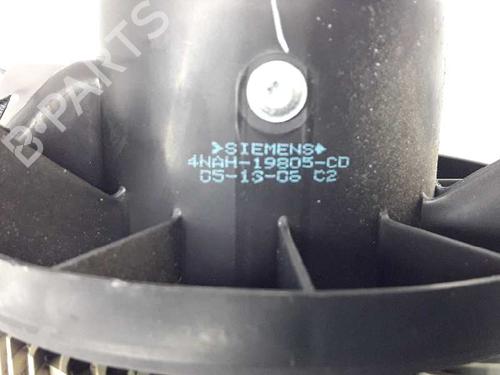 B-PARTS
>SIEMENS<
4NAH-19805-CD
05-13-06 C2